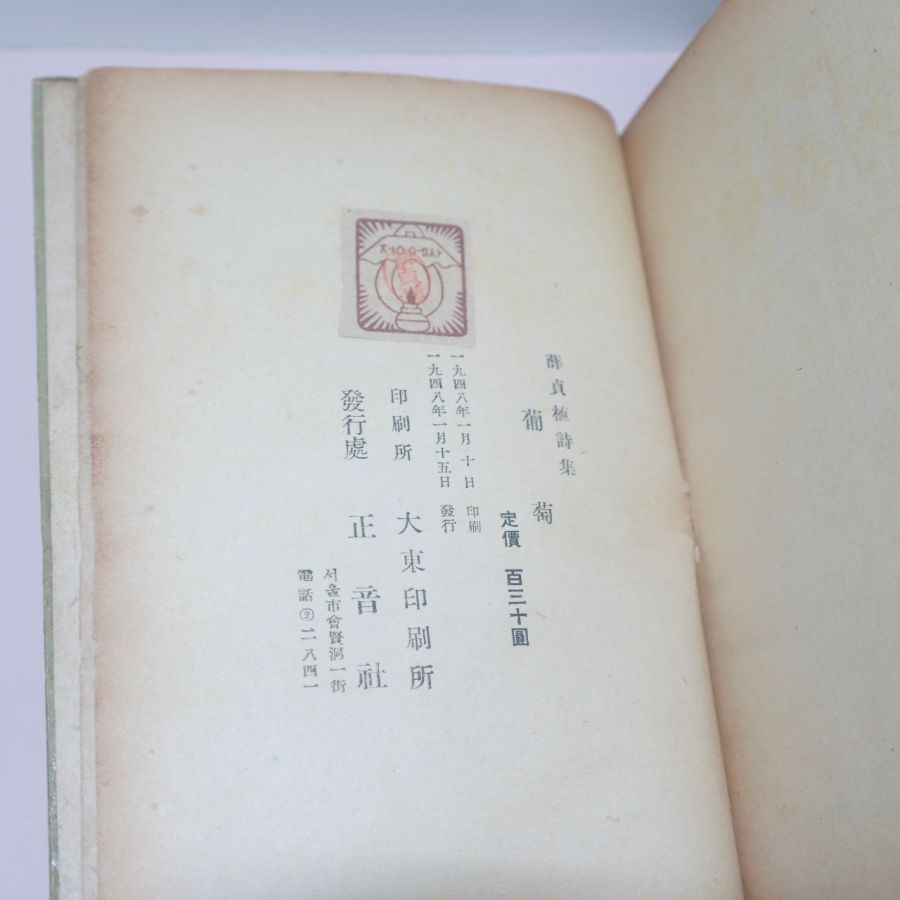 薛貞植詩集
葡萄
定價 百三十圓
一九四八年一月 十 日 印刷
一九四八年一月十五日 發行
印刷所 大東印刷所
發行處 正音社
서울市會賢洞一街
電話②二八四一